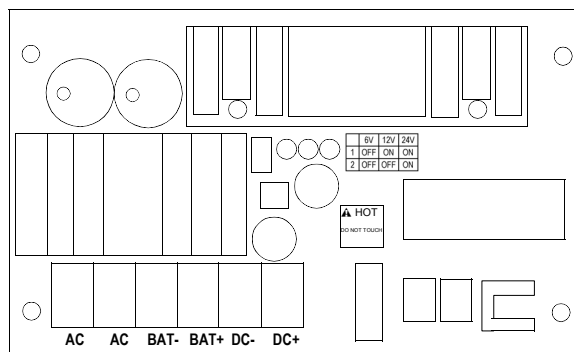 6V 12V 24V
1 OFF ON ON
2 OFF OFF ON
⚠ HOT
DO NOT TOUCH
AC AC BAT- BAT+ DC- DC+